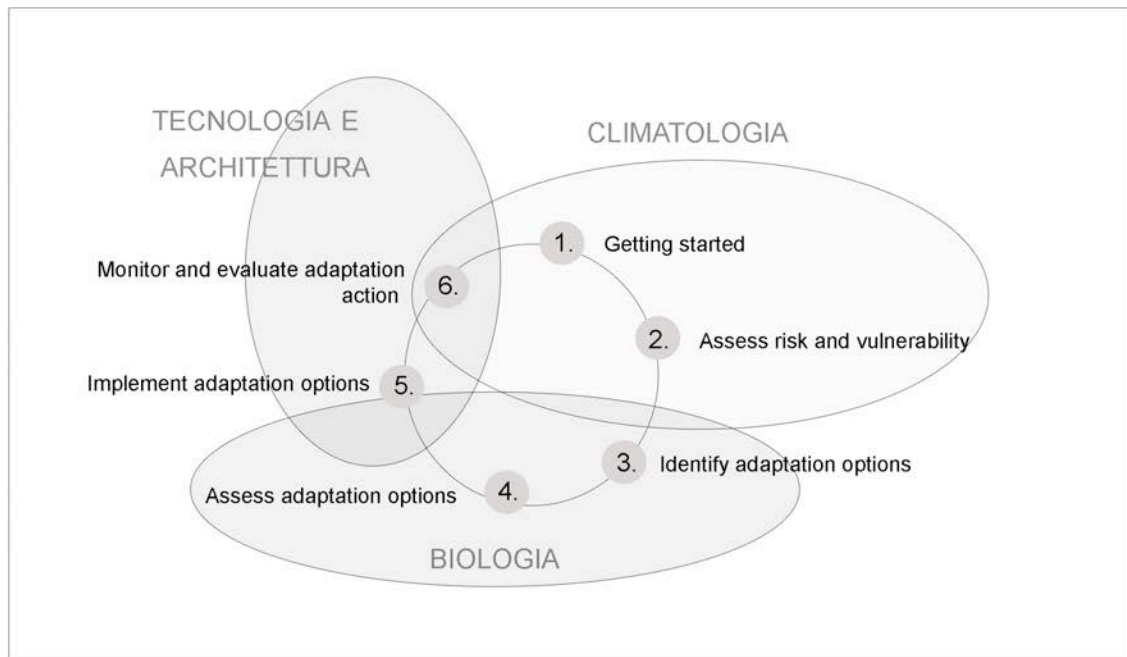 TECNOLOGIA E
ARCHITETTURA
CLIMATOLOGIA
1. Getting started
2. Assess risk and vulnerability
3. Identify adaptation options
4. Assess adaptation options
5. Implement adaptation options
6. Monitor and evaluate adaptation
action
BIOLOGIA